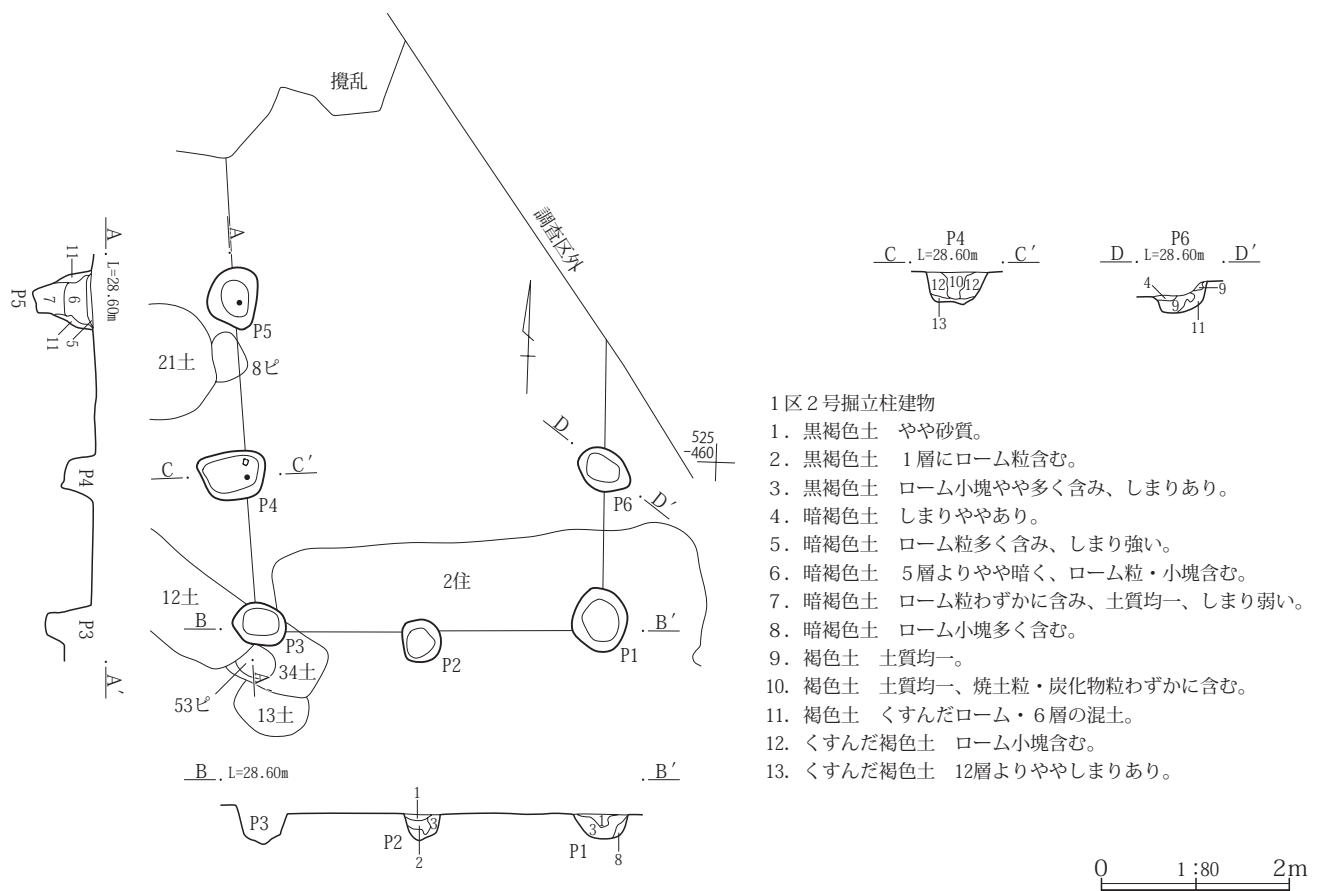 攪乱
調査区外
A
A
L=28.60m
11
6
7
P5
11
5
P5
21土
8ピ
C
C′
P4
P4
D
D′
P6
525
-460
2住
12土
B
B′
P3
P3
P2
P1
34土
53ピ
13土
A′
A′
B
L=28.60m
B′
P3
1
3
P2
2
1
3
P1
8
P4
C
L=28.60m
C′
12
10
12
13
P6
D
L=28.60m
D′
4
9
9
11
1区2号掘立柱建物
1. 黒褐色土　やや砂質。
2. 黒褐色土　1層にローム粒含む。
3. 黒褐色土　ローム小塊やや多く含み、しまりあり。
4. 暗褐色土　しまりややあり。
5. 暗褐色土　ローム粒多く含み、しまり強い。
6. 暗褐色土　5層よりやや暗く、ローム粒・小塊含む。
7. 暗褐色土　ローム粒わずかに含み、土質均一、しまり弱い。
8. 暗褐色土　ローム小塊多く含む。
9. 褐色土　土質均一。
10. 褐色土　土質均一、焼土粒・炭化物粒わずかに含む。
11. 褐色土　くすんだローム・6層の混土。
12. くすんだ褐色土　ローム小塊含む。
13. くすんだ褐色土　12層よりややしまりあり。
0 1:80 2m